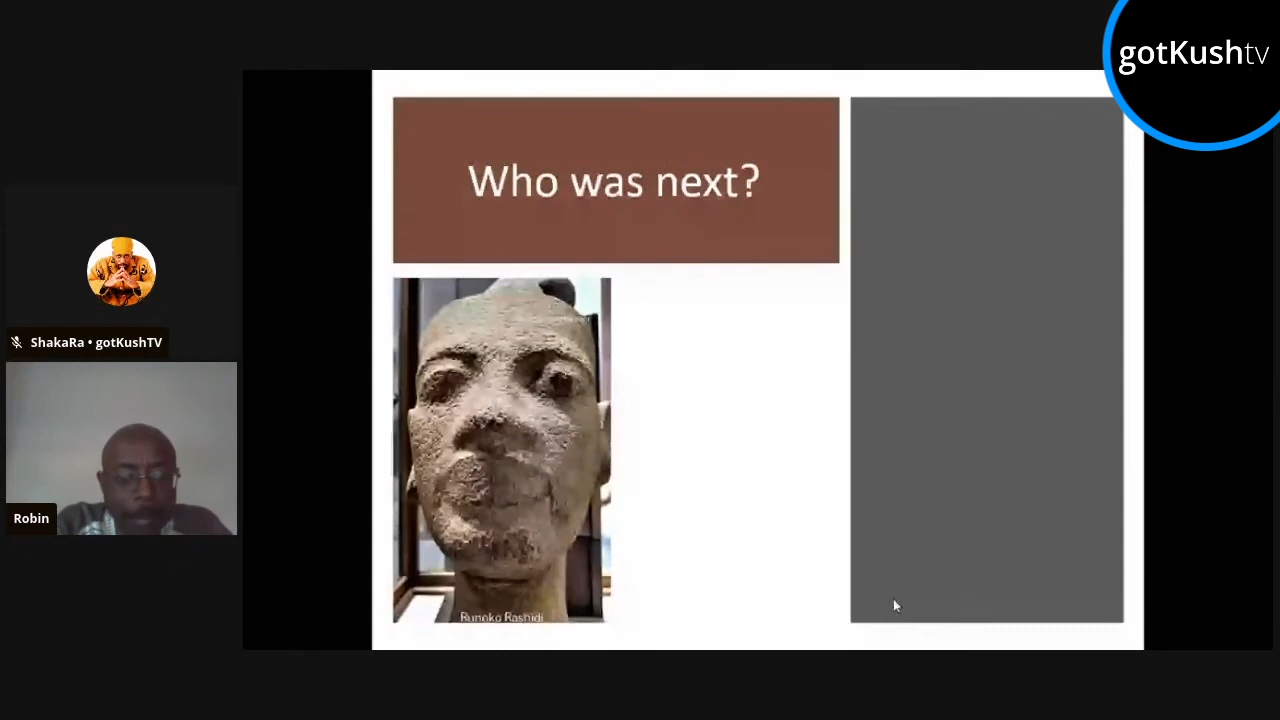 gotKushtv
Who was next?
ShakaRa • gotKushTV
Robin
Runoko Rashidi